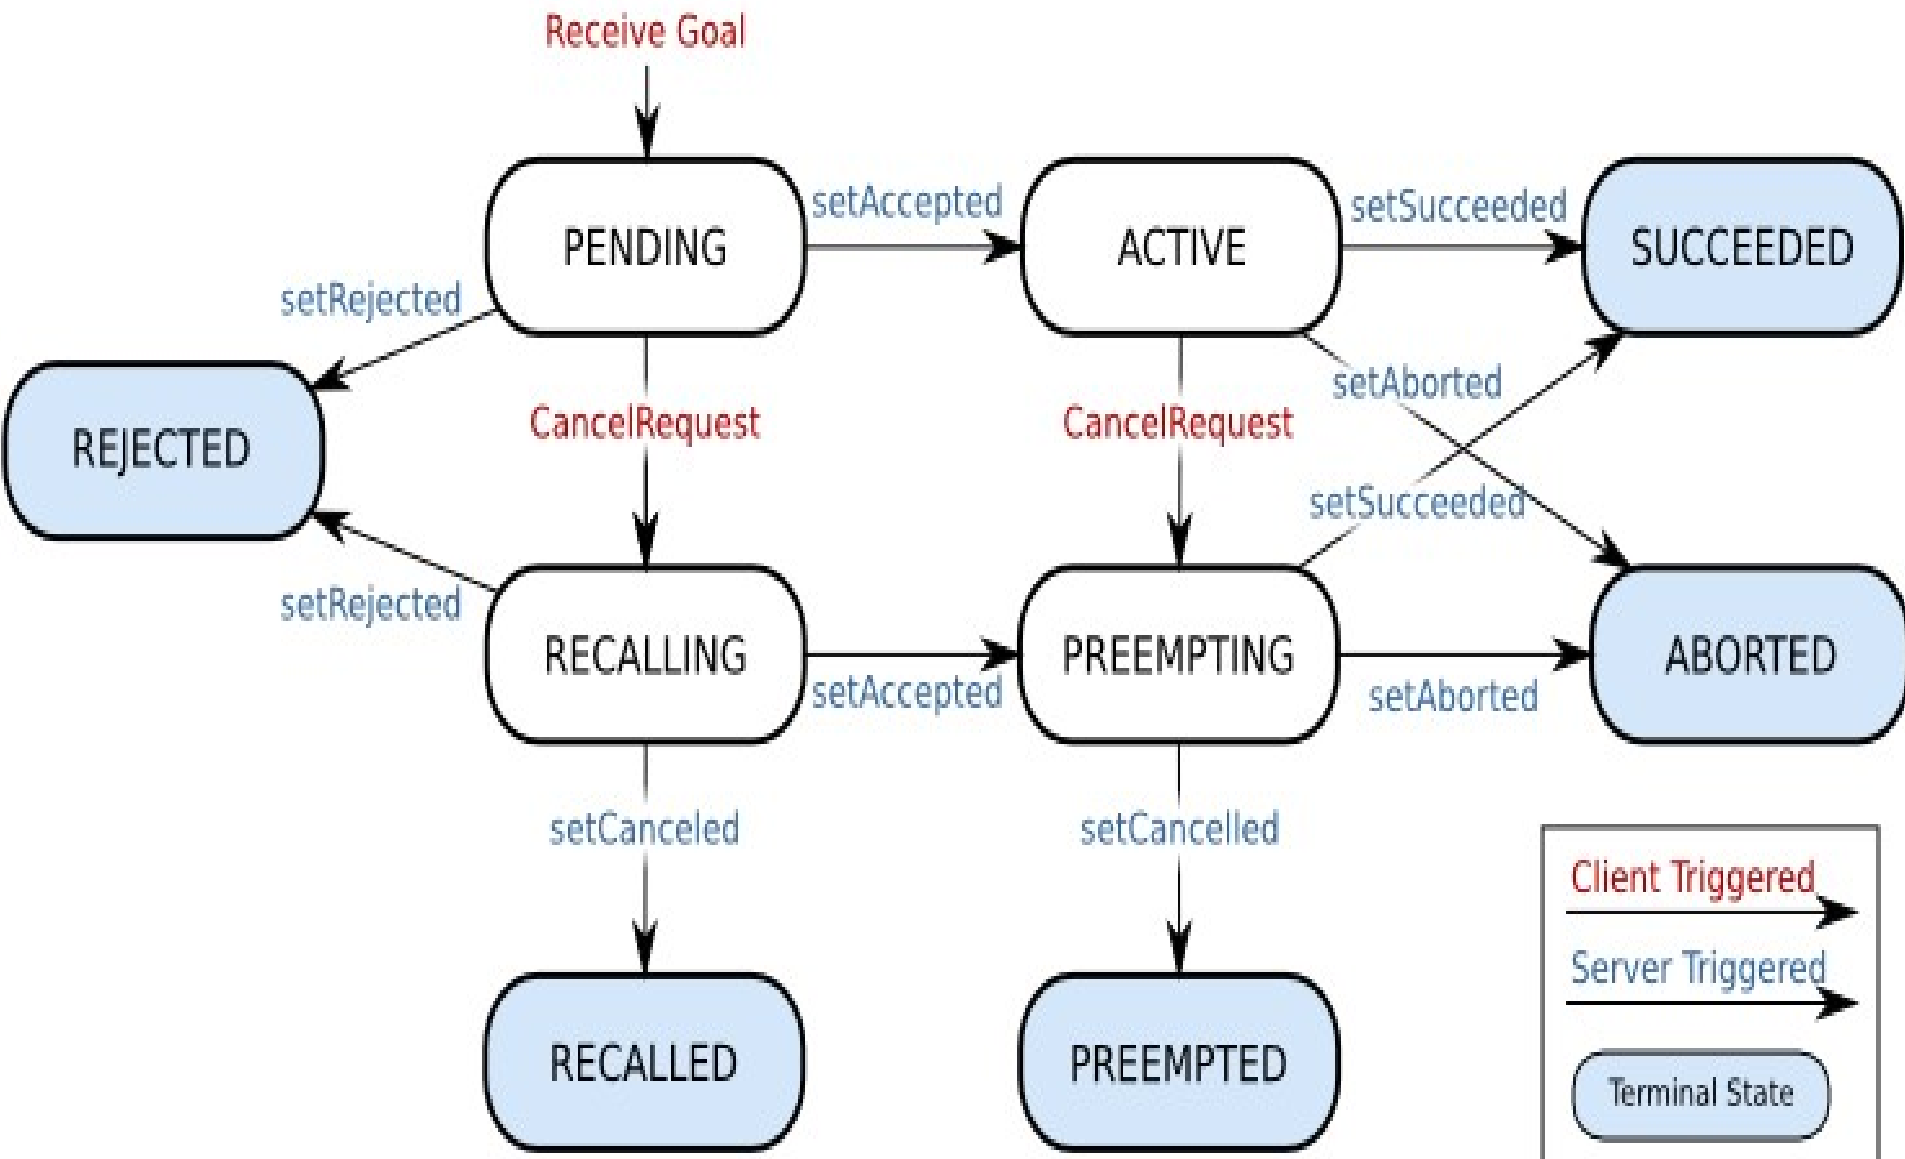 Receive Goal
PENDING
setAccepted
ACTIVE
setSucceeded
SUCCEEDED
setRejected
REJECTED
CancelRequest
CancelRequest
setAborted
setSucceeded
setRejected
RECALLING
setAccepted
PREEMPTING
setAborted
ABORTED
setCanceled
setCancelled
RECALLED
PREEMPTED
Client Triggered
Server Triggered
Terminal State